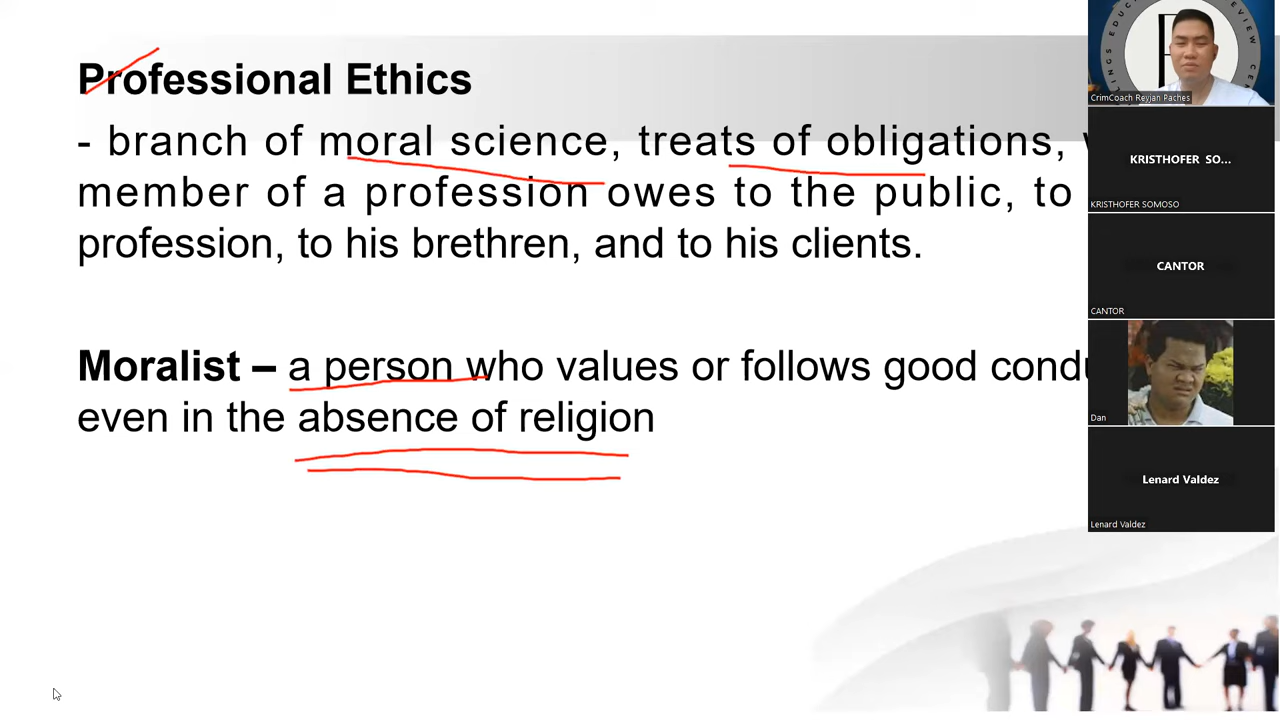 Professional Ethics
- branch of moral science, treats of obligations,
member of a profession owes to the public, to
profession, to his brethren, and to his clients.
Moralist – a person who values or follows good
even in the absence of religion
CrimCoach Reyjan Paches
KRISTHOFER SO...
KRISTHOFER SOMOSO
CANTOR
CANTOR
Dan
Lenard Valdez
Lenard Valdez